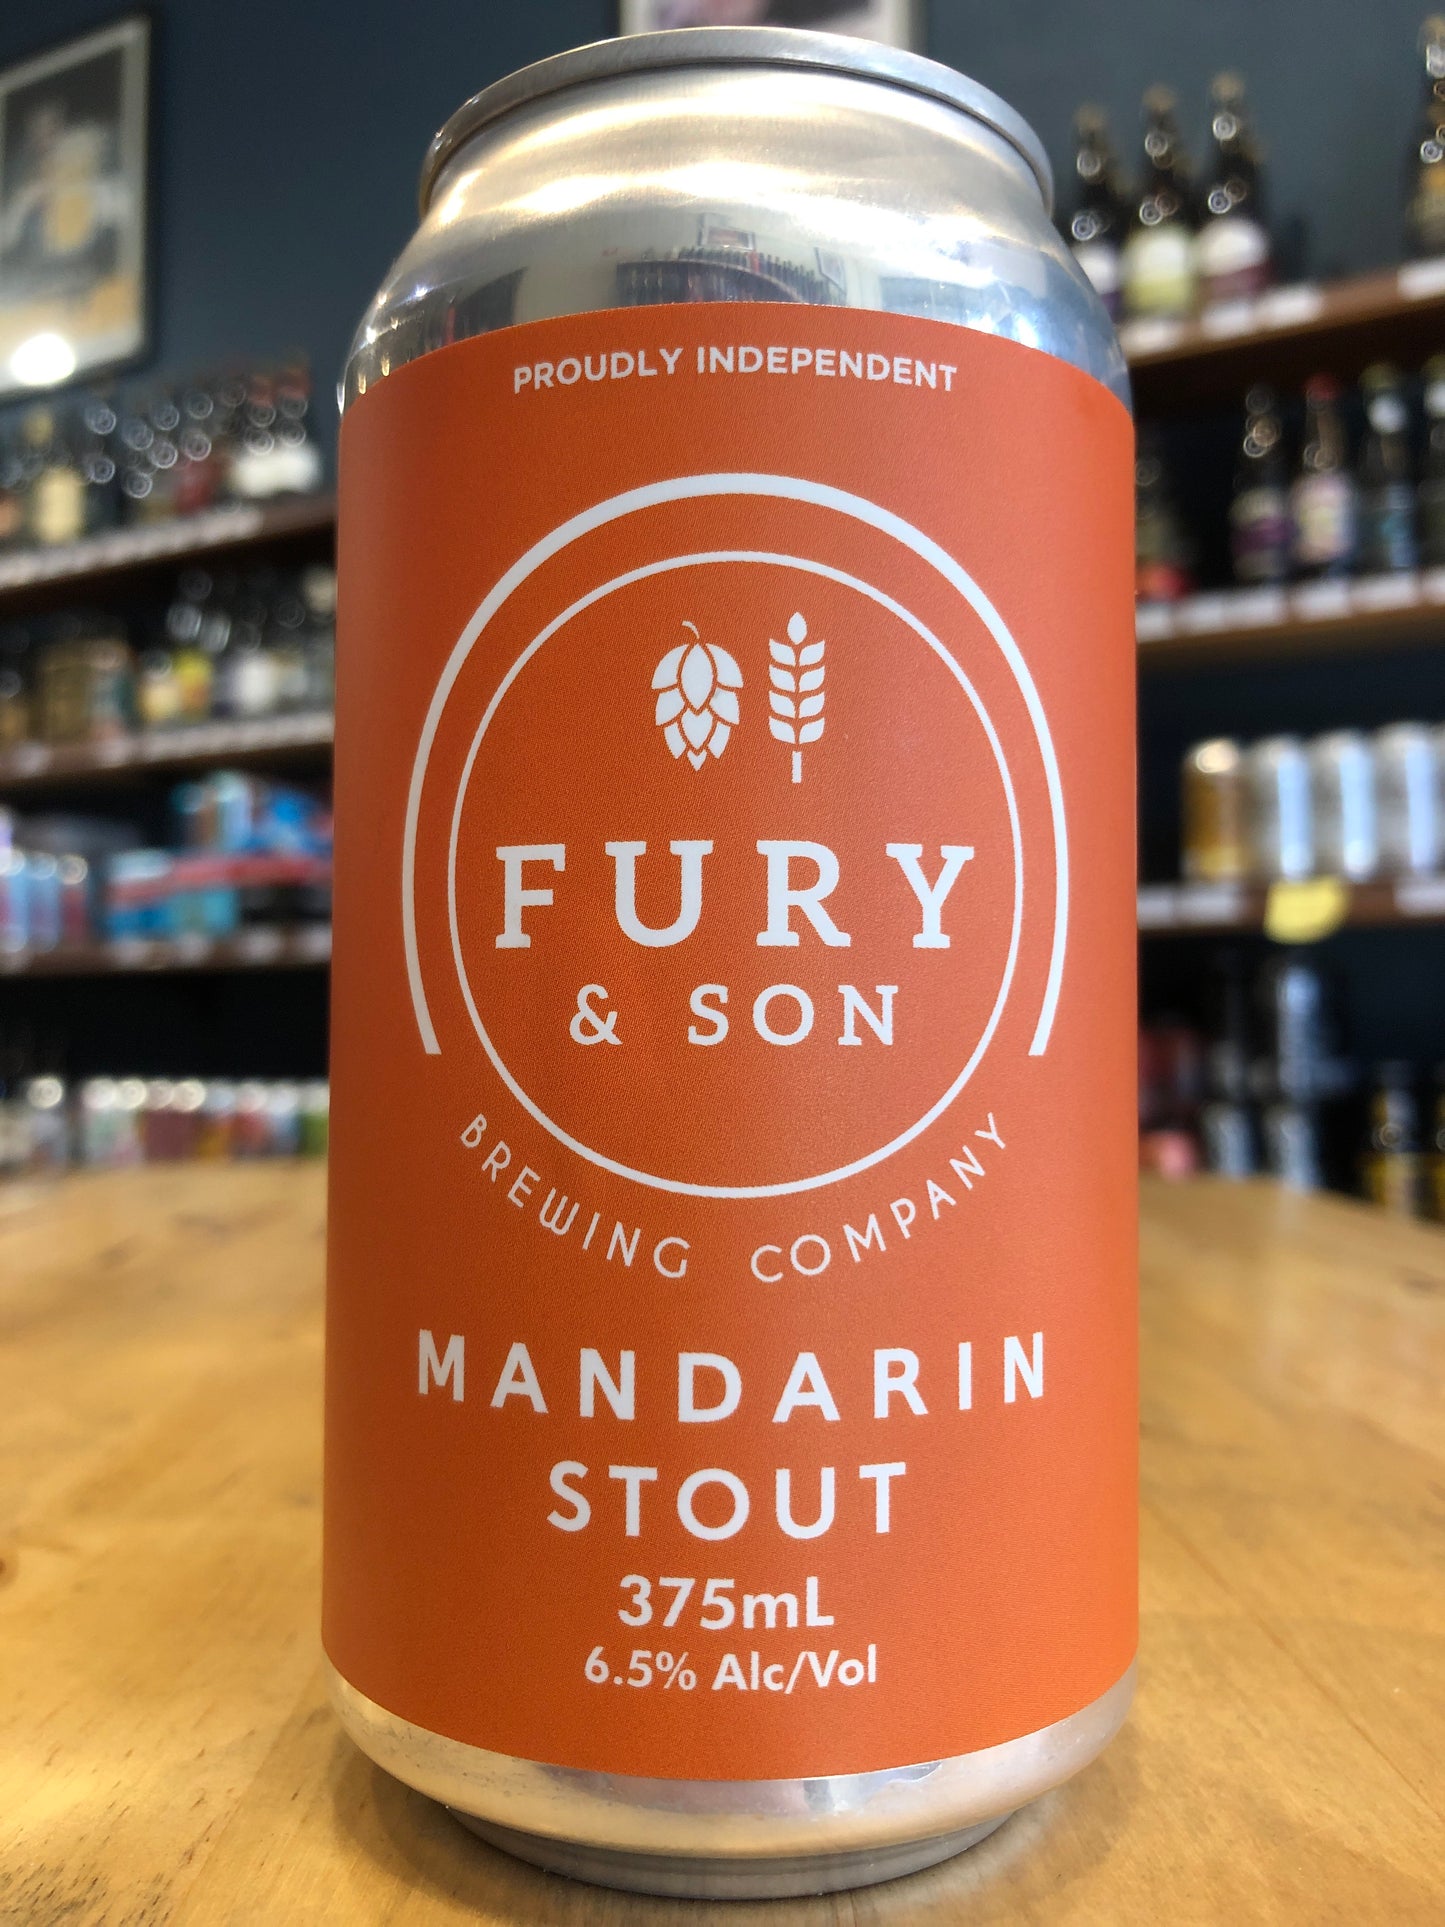 PROUDLY INDEPENDENT
FURY
& SON
BREWING COMPANY
MANDARIN
STOUT
375mL
6.5% Alc/Vol